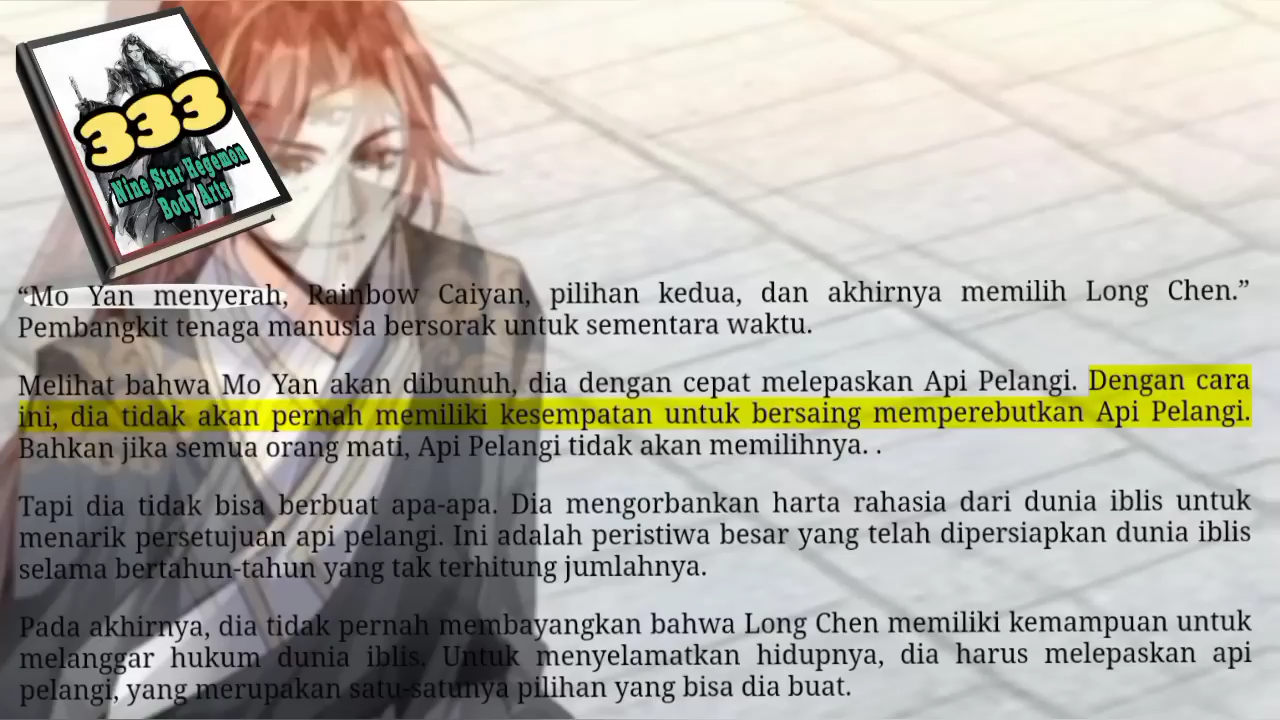 333
Nine Star Hegemon
Body Arts
“Mo Yan menyerah, Rainbow Caiyan, pilihan kedua, dan akhirnya memilih Long Chen.”
Pembangkit tenaga manusia bersorak untuk sementara waktu.
Melihat bahwa Mo Yan akan dibunuh, dia dengan cepat melepaskan Api Pelangi. Dengan cara
ini, dia tidak akan pernah memiliki kesempatan untuk bersaing memperebutkan Api Pelangi.
Bahkan jika semua orang mati, Api Pelangi tidak akan memilihnya. .
Tapi dia tidak bisa berbuat apa-apa. Dia mengorbankan harta rahasia dari dunia iblis untuk
menarik persetujuan api pelangi. Ini adalah peristiwa besar yang telah dipersiapkan dunia iblis
selama bertahun-tahun yang tak terhitung jumlahnya.
Pada akhirnya, dia tidak pernah membayangkan bahwa Long Chen memiliki kemampuan untuk
melanggar hukum dunia iblis. Untuk menyelamatkan hidupnya, dia harus melepaskan api
pelangi, yang merupakan satu-satunya pilihan yang bisa dia buat.